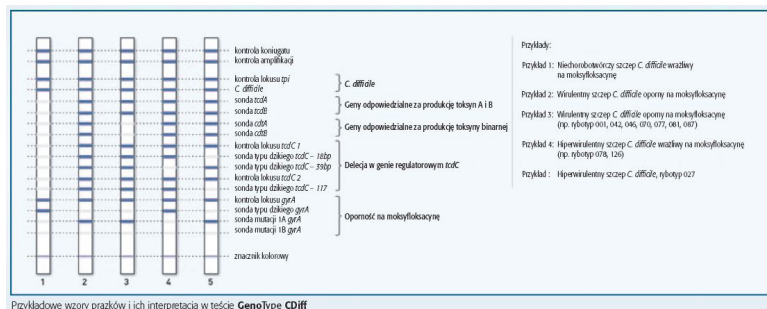 kontrola koniugatu
kontrola amplifikacji
kontrola lokusu tpi
C. difficile
C. difficile
sonda tcdA
sonda tcdB
Geny odpowiedzialne za produkcję toksyn A i B
sonda cdtA
sonda cdtB
Geny odpowiedzialne za produkcję toksyny binarnej
kontrola lokusu tcdC 1
sonda typu dzikiego tcdC – 18bp
sonda typu dzikiego tcdC – 39bp
kontrola lokusu tcdC 2
sonda typu dzikiego tcdC – 117
Delecja w genie regulatorowym tcdC
kontrola lokusu gyrA
sonda typu dzikiego gyrA
sonda mutacji 1A gyrA
sonda mutacji 1B gyrA
Oporność na moksyfloksacynę
znacznik kolorowy
1 2 3 4 5
Przykłady:
Przykład 1: Niechorobotwórczy szczep C. difficile wrażliwy
na moksyfloksacynę
Przykład 2: Wirulentny szczep C. difficile oporny na moksyfloksacynę
Przykład 3: Wirulentny szczep C. difficile oporny na moksyfloksacynę
(np. rybotyp 001, 042, 046, 070, 077, 081, 087)
Przykład 4: Hiperwirulentny szczep C. difficile wrażliwy na moksyfloksacynę
(np. rybotyp 078, 126)
Przykład : Hiperwirulentny szczep C. difficile, rybotyp 027
Przykładowe wzory prążków i ich interpretacja w teście GenoType CDiff